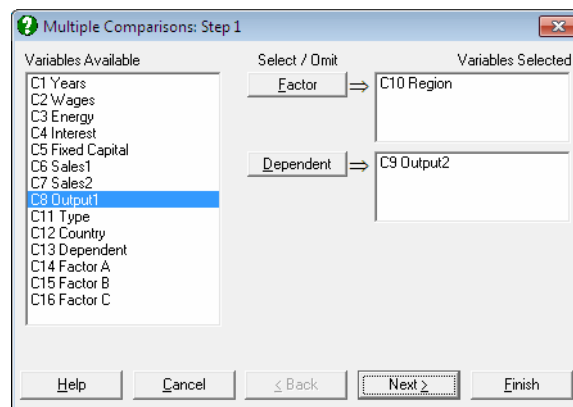 Multiple Comparisons: Step 1
Variables Available
Select / Omit
Variables Selected
C1 Years
C2 Wages
C3 Energy
C4 Interest
C5 Fixed Capital
C6 Sales1
C7 Sales2
C8 Output1
C11 Type
C12 Country
C13 Dependent
C14 Factor A
C15 Factor B
C16 Factor C
Factor
C10 Region
Dependent
C9 Output2
Help
Cancel
< Back
Next >
Finish